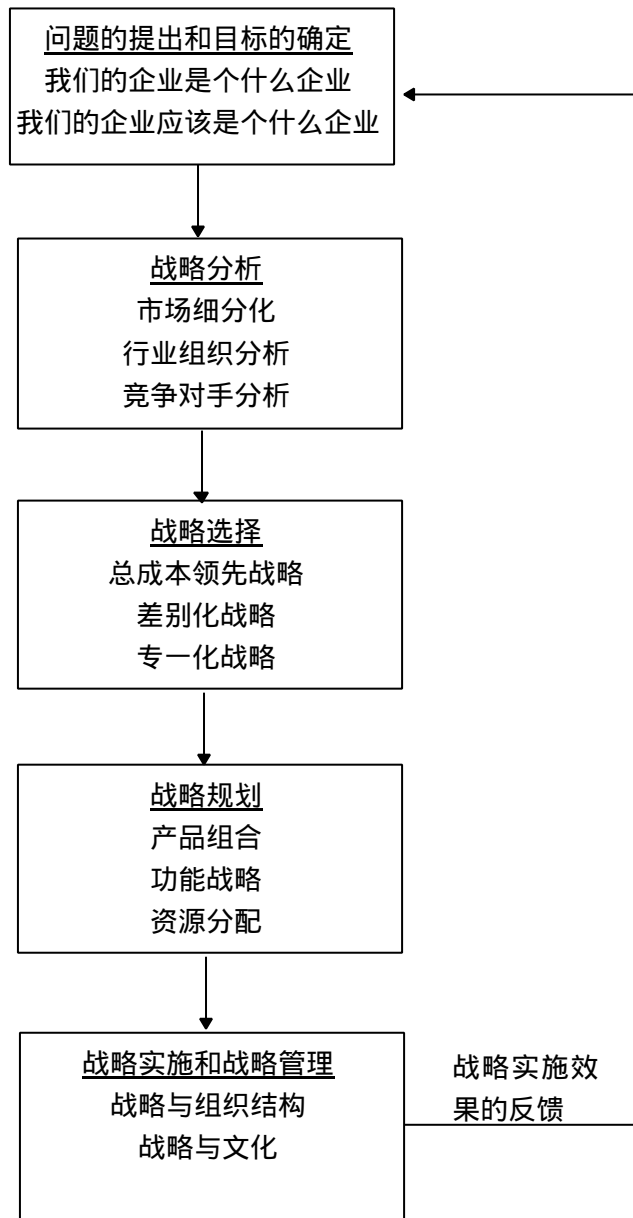 问题的提出和目标的确定
我们的企业是个什么企业
我们的企业应该是个什么企业
战略分析
市场细分化
行业组织分析
竞争对手分析
战略选择
总成本领先战略
差别化战略
专一化战略
战略规划
产品组合
功能战略
资源分配
战略实施和战略管理
战略与组织结构
战略与文化
战略实施效
果的反馈